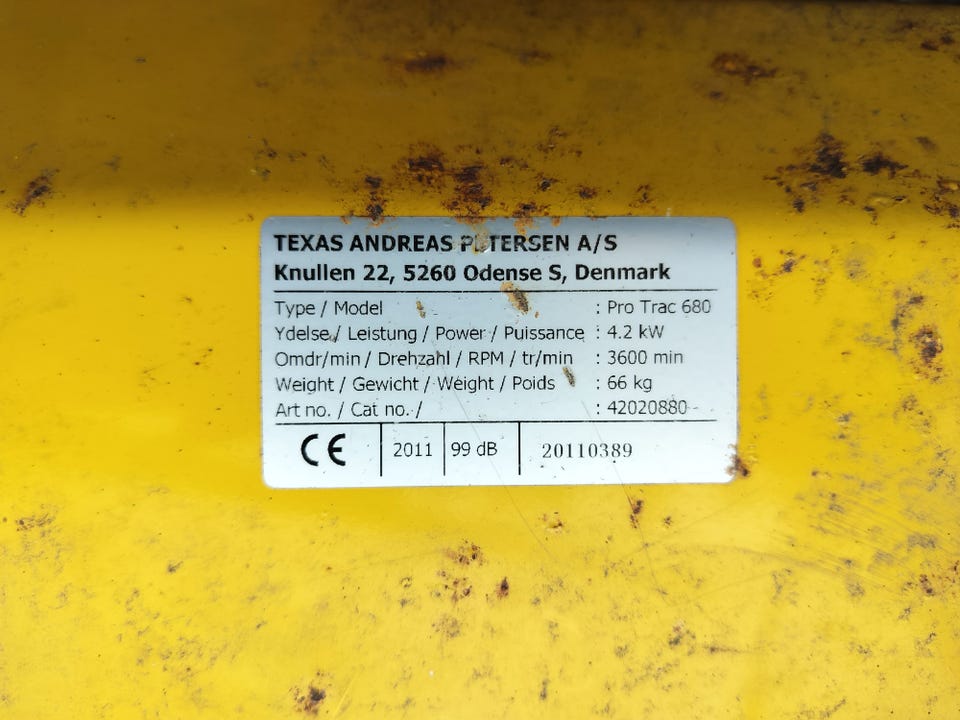 TEXAS ANDREAS PETERSEN A/S
Knullen 22, 5260 Odense S, Denmark
Type / Model : Pro Trac 680
Ydelse / Leistung / Power / Puissance : 4.2 kW
Omdr/min / Drehzahl / RPM / tr/min : 3600 min
Weight / Gewicht / Weight / Poids : 66 kg
Art no. / Cat no. / : 42020880
CE 2011 99 dB 20110389